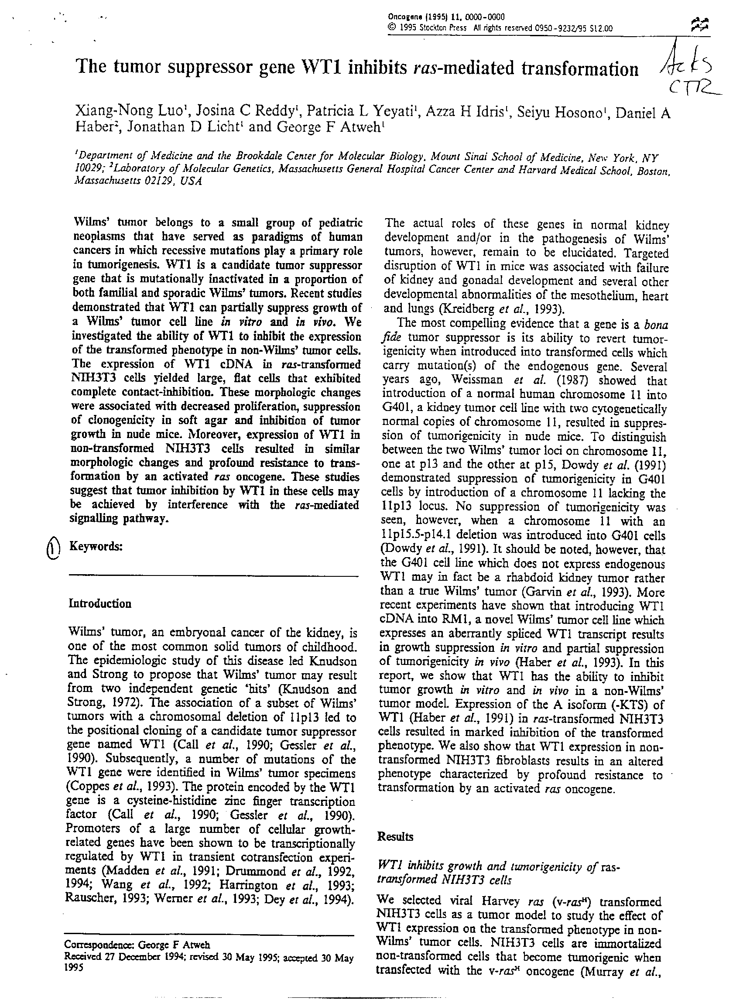 Oncogene (1995) 11, 0000-0000
© 1995 Stockton Press All rights reserved 0950-9232/95 $12.00
The tumor suppressor gene WT1 inhibits ras-mediated transformation
Acks
CTR
Xiang-Nong Luo¹, Josina C Reddy¹, Patricia L Yeyati¹, Azza H Idris¹, Seiyu Hosono¹, Daniel A
Haber², Jonathan D Licht¹ and George F Atweh¹
¹Department of Medicine and the Brookdale Center for Molecular Biology, Mount Sinai School of Medicine, New York, NY
10029; ²Laboratory of Molecular Genetics, Massachusetts General Hospital Cancer Center and Harvard Medical School, Boston,
Massachusetts 02129, USA
Wilms' tumor belongs to a small group of pediatric
neoplasms that have served as paradigms of human
cancers in which recessive mutations play a primary role
in tumorigenesis. WT1 is a candidate tumor suppressor
gene that is mutationally inactivated in a proportion of
both familial and sporadic Wilms' tumors. Recent studies
demonstrated that WT1 can partially suppress growth of
a Wilms' tumor cell line in vitro and in vivo. We
investigated the ability of WT1 to inhibit the expression
of the transformed phenotype in non-Wilms' tumor cells.
The expression of WT1 cDNA in ras-transformed
NIH3T3 cells yielded large, flat cells that exhibited
complete contact-inhibition. These morphologic changes
were associated with decreased proliferation, suppression
of clonogenicity in soft agar and inhibition of tumor
growth in nude mice. Moreover, expression of WT1 in
non-transformed NIH3T3 cells resulted in similar
morphologic changes and profound resistance to trans-
formation by an activated ras oncogene. These studies
suggest that tumor inhibition by WT1 in these cells may
be achieved by interference with the ras-mediated
signalling pathway.
1 Keywords:
Introduction
Wilms' tumor, an embryonal cancer of the kidney, is
one of the most common solid tumors of childhood.
The epidemiologic study of this disease led Knudson
and Strong to propose that Wilms' tumor may result
from two independent genetic 'hits' (Knudson and
Strong, 1972). The association of a subset of Wilms'
tumors with a chromosomal deletion of 11p13 led to
the positional cloning of a candidate tumor suppressor
gene named WT1 (Call et al., 1990; Gessler et al.,
1990). Subsequently, a number of mutations of the
WT1 gene were identified in Wilms' tumor specimens
(Coppes et al., 1993). The protein encoded by the WT1
gene is a cysteine-histidine zinc finger transcription
factor (Call et al., 1990; Gessler et al., 1990).
Promoters of a large number of cellular growth-
related genes have been shown to be transcriptionally
regulated by WT1 in transient cotransfection experi-
ments (Madden et al., 1991; Drummond et al., 1992,
1994; Wang et al., 1992; Harrington et al., 1993;
Rauscher, 1993; Werner et al., 1993; Dey et al., 1994).
Correspondence: George F Atweh
Received 27 December 1994; revised 30 May 1995; accepted 30 May
1995
The actual roles of these genes in normal kidney
development and/or in the pathogenesis of Wilms'
tumors, however, remain to be elucidated. Targeted
disruption of WT1 in mice was associated with failure
of kidney and gonadal development and several other
developmental abnormalities of the mesothelium, heart
and lungs (Kreidberg et al., 1993).
The most compelling evidence that a gene is a bona
fide tumor suppressor is its ability to revert tumor-
igenicity when introduced into transformed cells which
carry mutation(s) of the endogenous gene. Several
years ago, Weissman et al. (1987) showed that
introduction of a normal human chromosome 11 into
G401, a kidney tumor cell line with two cytogenetically
normal copies of chromosome 11, resulted in suppres-
sion of tumorigenicity in nude mice. To distinguish
between the two Wilms' tumor loci on chromosome 11,
one at p13 and the other at p15, Dowdy et al. (1991)
demonstrated suppression of tumorigenicity in G401
cells by introduction of a chromosome 11 lacking the
11p13 locus. No suppression of tumorigenicity was
seen, however, when a chromosome 11 with an
11p15.5-p14.1 deletion was introduced into G401 cells
(Dowdy et al., 1991). It should be noted, however, that
the G401 cell line which does not express endogenous
WT1 may in fact be a rhabdoid kidney tumor rather
than a true Wilms' tumor (Garvin et al., 1993). More
recent experiments have shown that introducing WT1
cDNA into RM1, a novel Wilms' tumor cell line which
expresses an aberrantly spliced WT1 transcript results
in growth suppression in vitro and partial suppression
of tumorigenicity in vivo (Haber et al., 1993). In this
report, we show that WT1 has the ability to inhibit
tumor growth in vitro and in vivo in a non-Wilms'
tumor model. Expression of the A isoform (-KTS) of
WT1 (Haber et al., 1991) in ras-transformed NIH3T3
cells resulted in marked inhibition of the transformed
phenotype. We also show that WT1 expression in non-
transformed NIH3T3 fibroblasts results in an altered
phenotype characterized by profound resistance to
transformation by an activated ras oncogene.
Results
WT1 inhibits growth and tumorigenicity of ras-
transformed NIH3T3 cells
We selected viral Harvey ras (v-rasᴴ) transformed
NIH3T3 cells as a tumor model to study the effect of
WT1 expression on the transformed phenotype in non-
Wilms' tumor cells. NIH3T3 cells are immortalized
non-transformed cells that become tumorigenic when
transfected with the v-rasᴴ oncogene (Murray et al.,